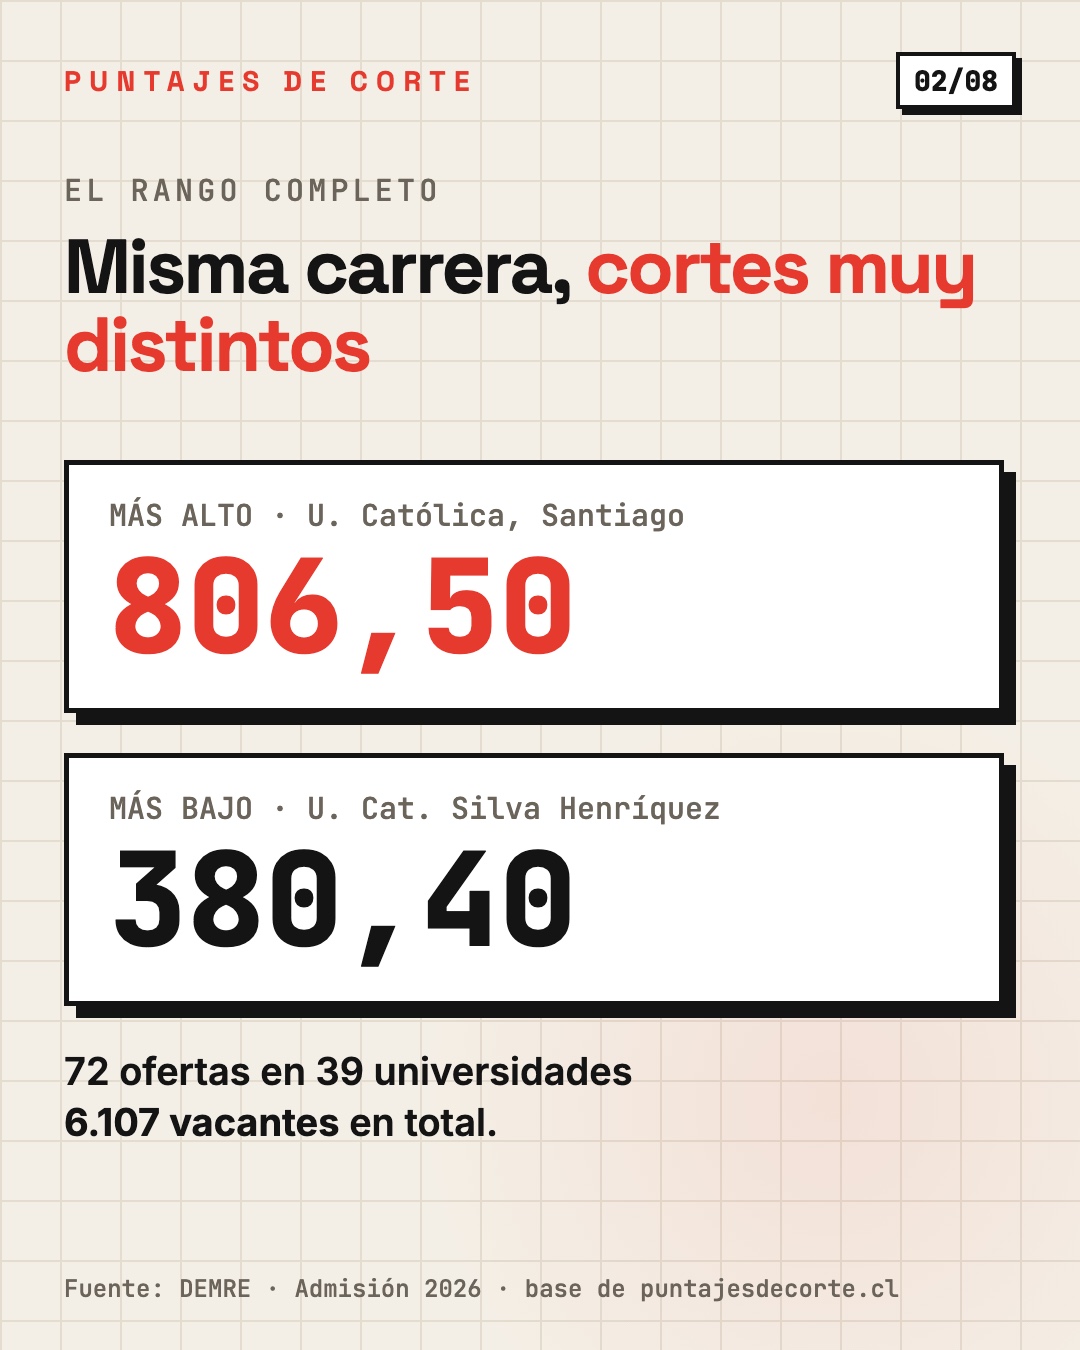 PUNTAJES DE CORTE
02/08
EL RANGO COMPLETO
Misma carrera, cortes muy
distintos
MÁS ALTO · U. Católica, Santiago
806,50
MÁS BAJO · U. Cat. Silva Henríquez
380,40
72 ofertas en 39 universidades
6.107 vacantes en total.
Fuente: DEMRE · Admisión 2026 · base de puntajesdecorte.cl